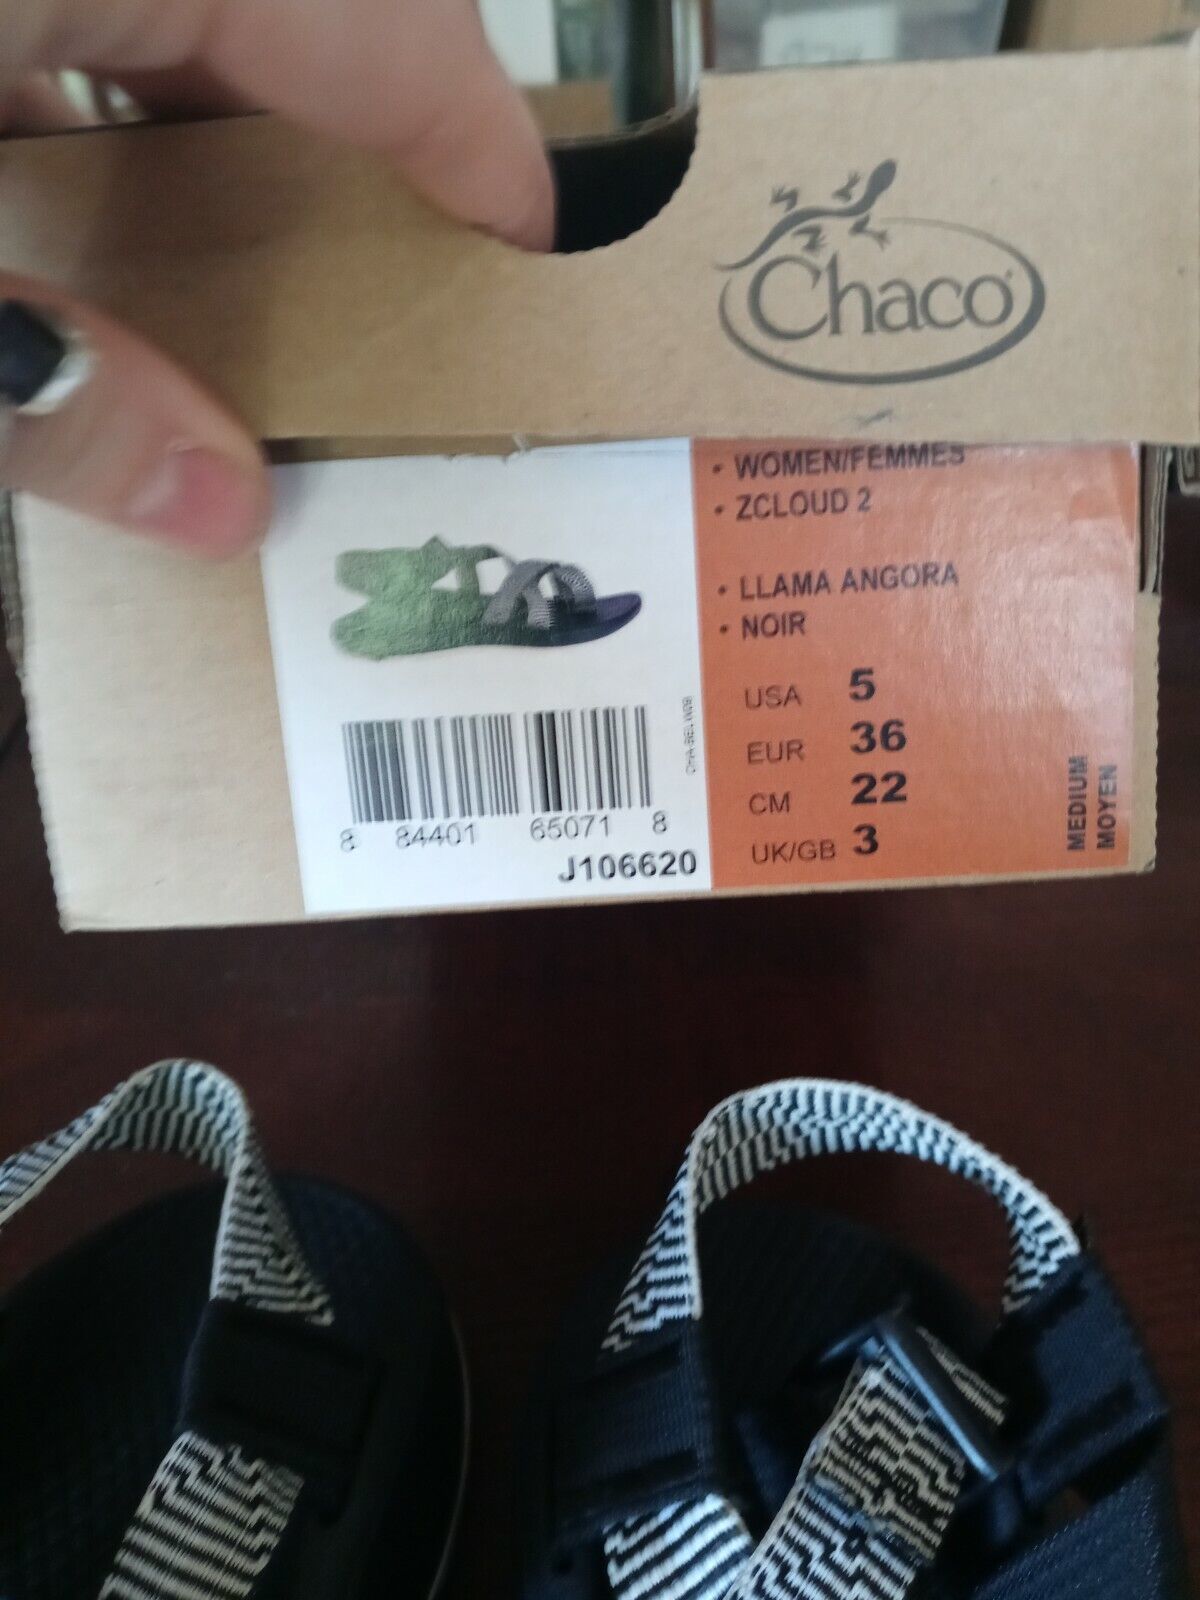 Chaco
• WOMEN/FEMMES
• ZCLOUD 2
• LLAMA ANGORA
• NOIR
USA 5
EUR 36
CM 22
UK/GB 3
MEDIUM
MOYEN
8 84401 65071 8
J106620